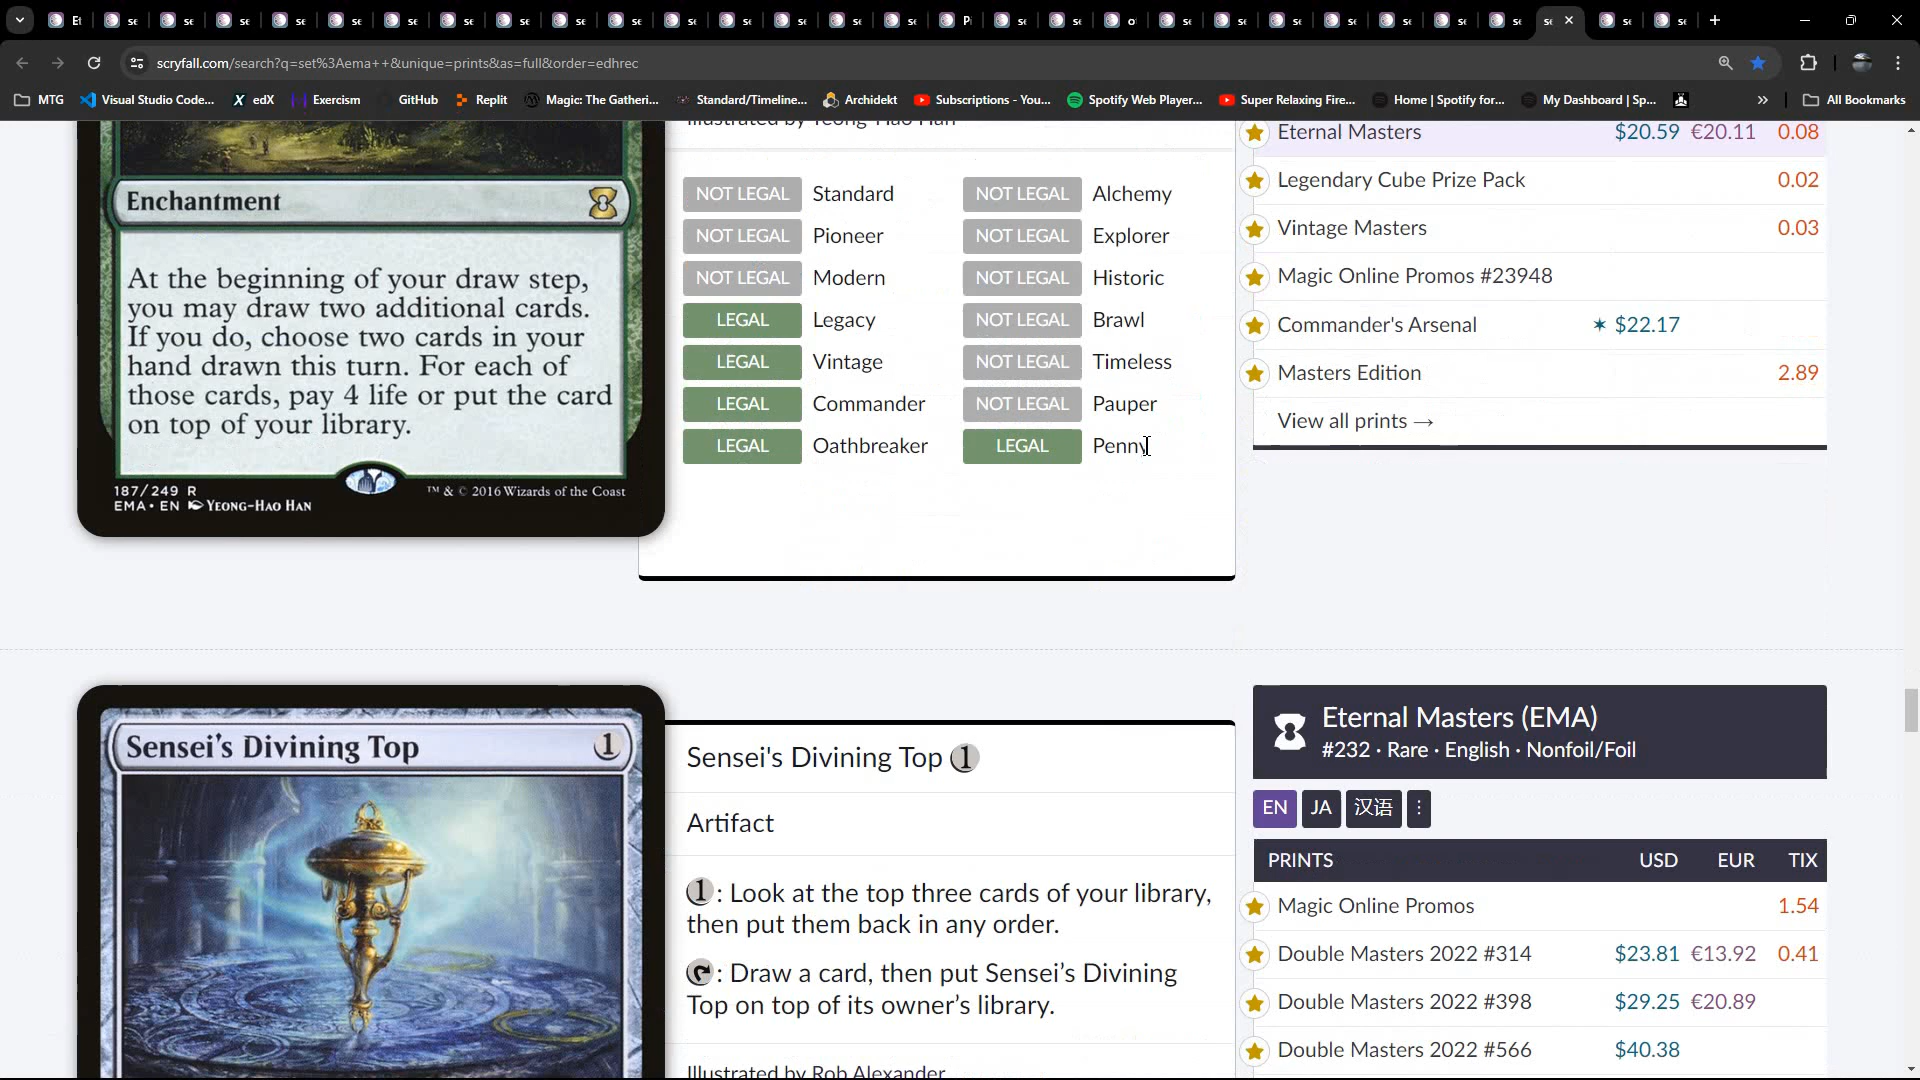 scryfall.com/search?q=set%3Aema++&unique=prints&as=full&order=edhrec
MTG
Visual Studio Code...
edX
Exercism
GitHub
Replit
Magic: The Gatheri...
Standard/Timeline...
Archidekt
Subscriptions - You...
Spotify Web Player...
Super Relaxing Fire...
Home | Spotify for...
My Dashboard | Sp...
»
All Bookmarks
Enchantment
At the beginning of your draw step,
you may draw two additional cards.
If you do, choose two cards in your
hand drawn this turn. For each of
those cards, pay 4 life or put the card
on top of your library.
187/249 R
EMA • EN Yeong-Hao Han
™ & © 2016 Wizards of the Coast
Illustrated by Yeong-Hao Han
NOT LEGAL Standard NOT LEGAL Alchemy
NOT LEGAL Pioneer NOT LEGAL Explorer
NOT LEGAL Modern NOT LEGAL Historic
LEGAL Legacy NOT LEGAL Brawl
LEGAL Vintage NOT LEGAL Timeless
LEGAL Commander NOT LEGAL Pauper
LEGAL Oathbreaker LEGAL Penny
Eternal Masters $20.59 €20.11 0.08
Legendary Cube Prize Pack 0.02
Vintage Masters 0.03
Magic Online Promos #23948
Commander's Arsenal ✶ $22.17
Masters Edition 2.89
View all prints →
Sensei's Divining Top 1
Sensei's Divining Top 1
Artifact
1: Look at the top three cards of your library,
then put them back in any order.
: Draw a card, then put Sensei's Divining
Top on top of its owner's library.
Illustrated by Rob Alexander
Eternal Masters (EMA)
#232 · Rare · English · Nonfoil/Foil
EN JA 汉语 ⋮
PRINTS USD EUR TIX
Magic Online Promos 1.54
Double Masters 2022 #314 $23.81 €13.92 0.41
Double Masters 2022 #398 $29.25 €20.89
Double Masters 2022 #566 $40.38